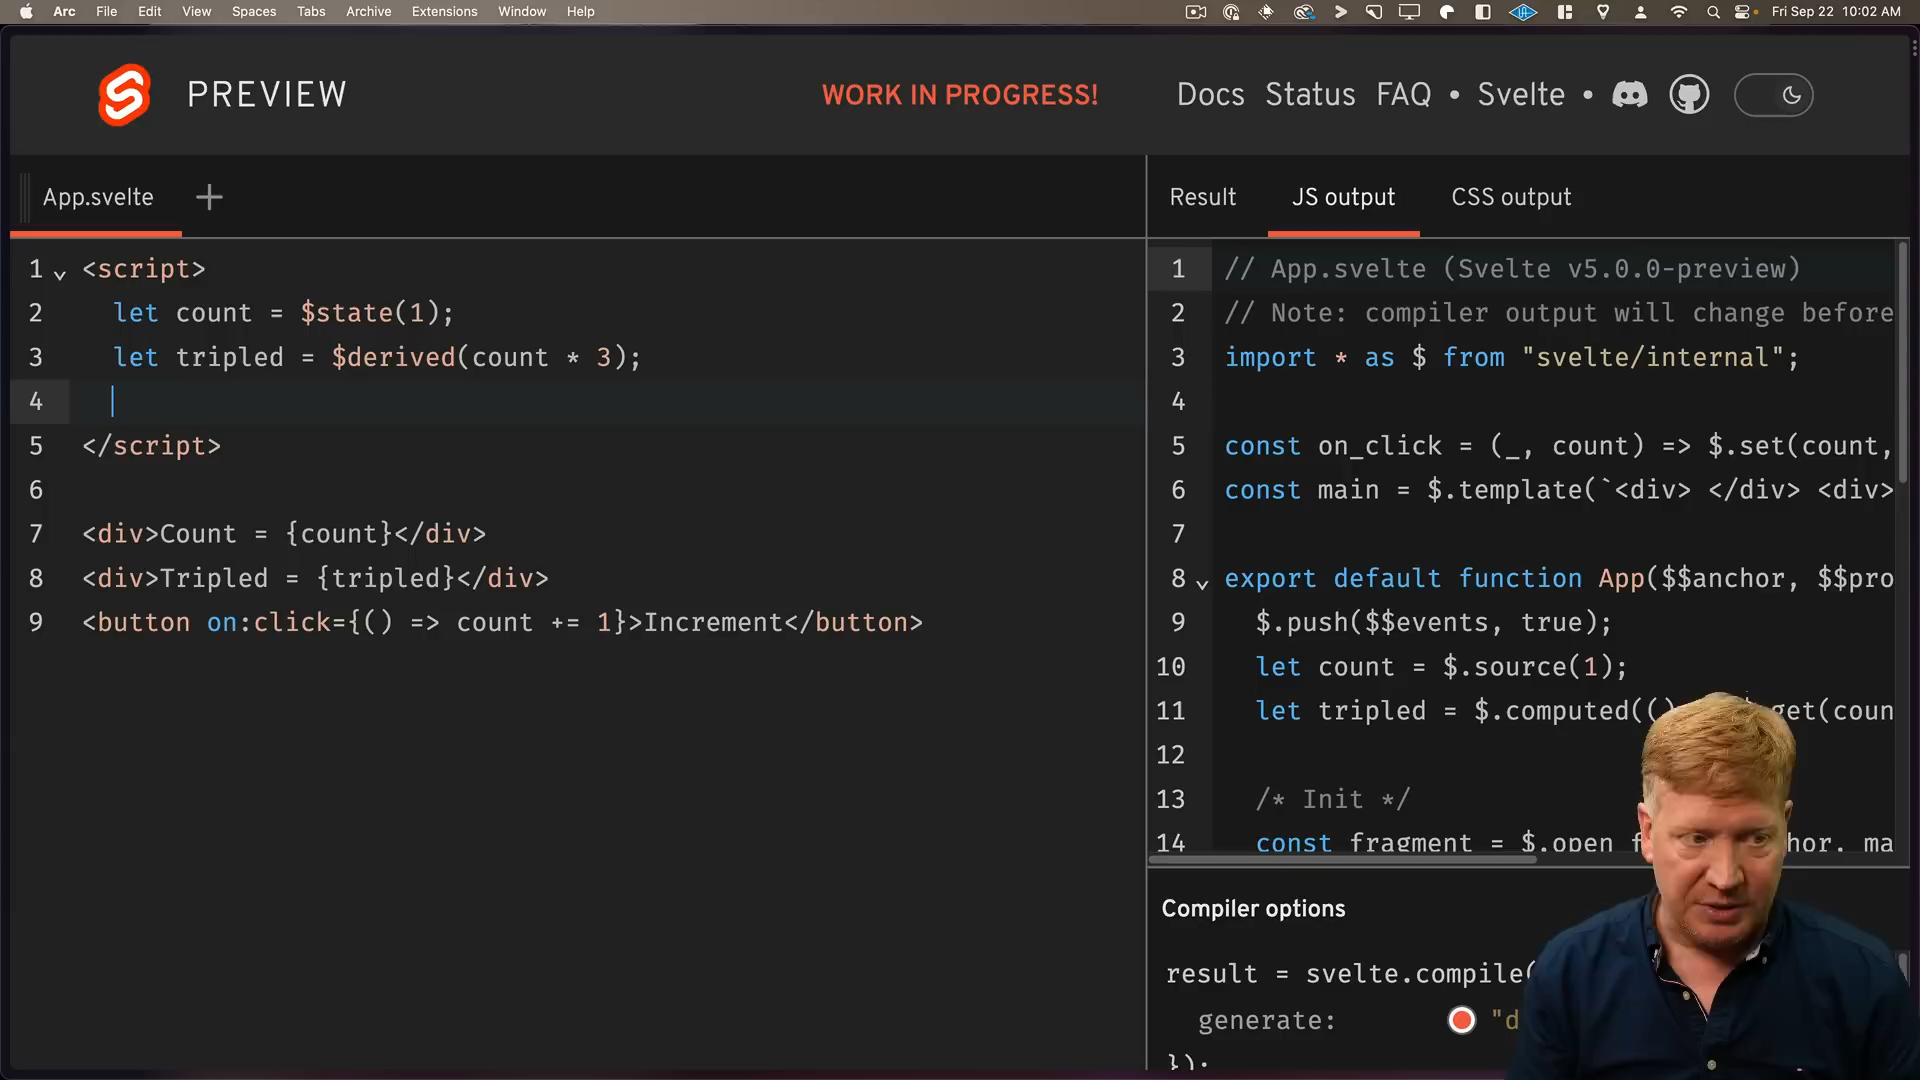 Arc File Edit View Spaces Tabs Archive Extensions Window Help Fri Sep 22 10:02 AM
PREVIEW WORK IN PROGRESS! Docs Status FAQ • Svelte •
App.svelte
Result JS output CSS output
1 <script>
2 let count = $state(1);
3 let tripled = $derived(count * 3);
4
5 </script>
6
7 <div>Count = {count}</div>
8 <div>Tripled = {tripled}</div>
9 <button on:click={() => count += 1}>Increment</button>
1 // App.svelte (Svelte v5.0.0-preview)
2 // Note: compiler output will change before
3 import * as $ from "svelte/internal";
4
5 const on_click = (_, count) => $.set(count,
6 const main = $.template(`<div> </div> <div>
7
8 export default function App($$anchor, $$pro
9 $.push($$events, true);
10 let count = $.source(1);
11 let tripled = $.computed(() get(coun
12
13 /* Init */
14 const fragment = $.open hor, ma
Compiler options
result = svelte.compile(
generate: "d
});